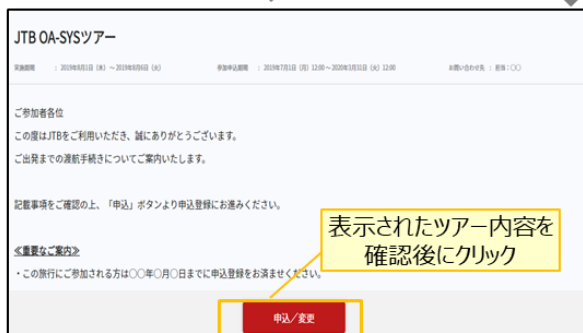 JTB OA-SYSツアー
実施期間 : 2019年8月1日 (木) ～2019年8月6日 (火) 参加申込期間 : 2019年7月1日 (月) 12:00～2020年3月31日 (火) 12:00 お問い合わせ先 : 担当：〇〇
ご参加者各位
この度はJTBをご利用いただき、誠にありがとうございます。
ご出発までの渡航手続きについてご案内いたします。
記載事項をご確認の上、「申込」ボタンより申込登録にお進みください。
表示されたツアー内容を
確認後にクリック
≪重要なご案内≫
・この旅行にご参加される方は〇〇年〇月〇日までに申込登録をお済ませください。
申込／変更